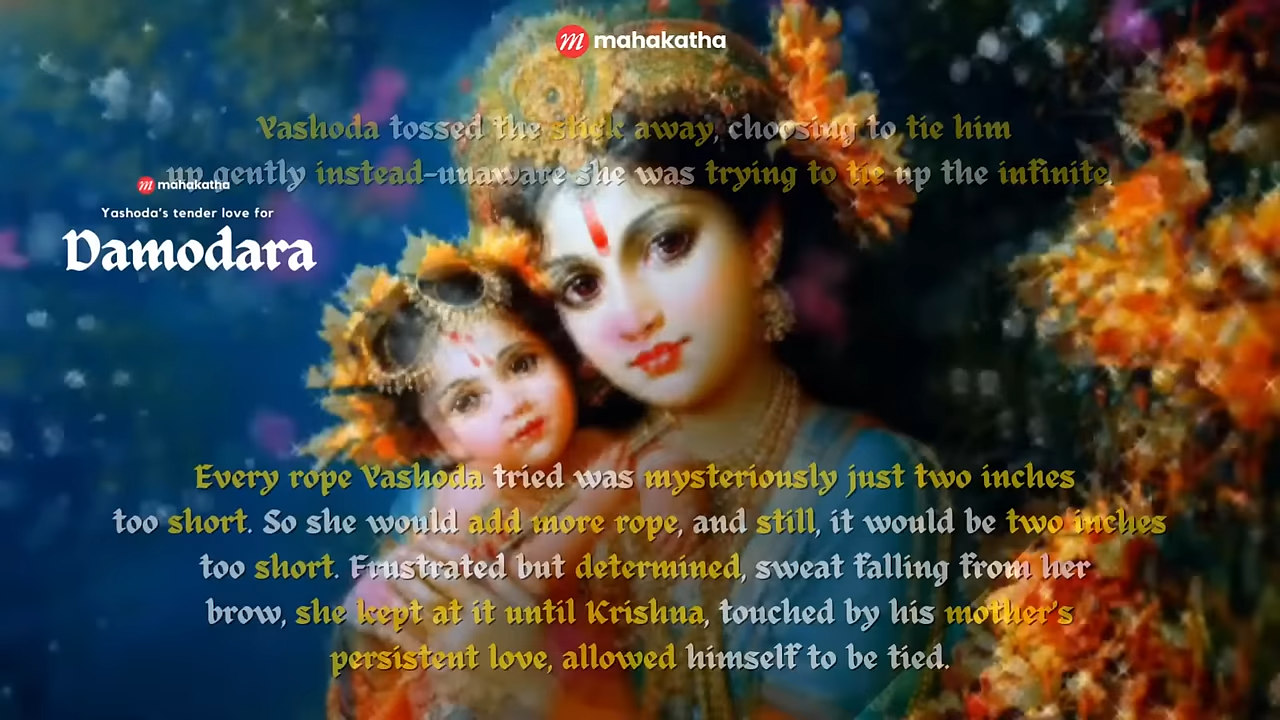 mahakatha
Yashoda tossed the stick away, choosing to tie him
up gently instead-unaware she was trying to tie up the infinite.
mahakatha
Yashoda's tender love for
Damodara
Every rope Yashoda tried was mysteriously just two inches
too short. So she would add more rope, and still, it would be two inches
too short. Frustrated but determined, sweat falling from her
brow, she kept at it until Krishna, touched by his mother's
persistent love, allowed himself to be tied.